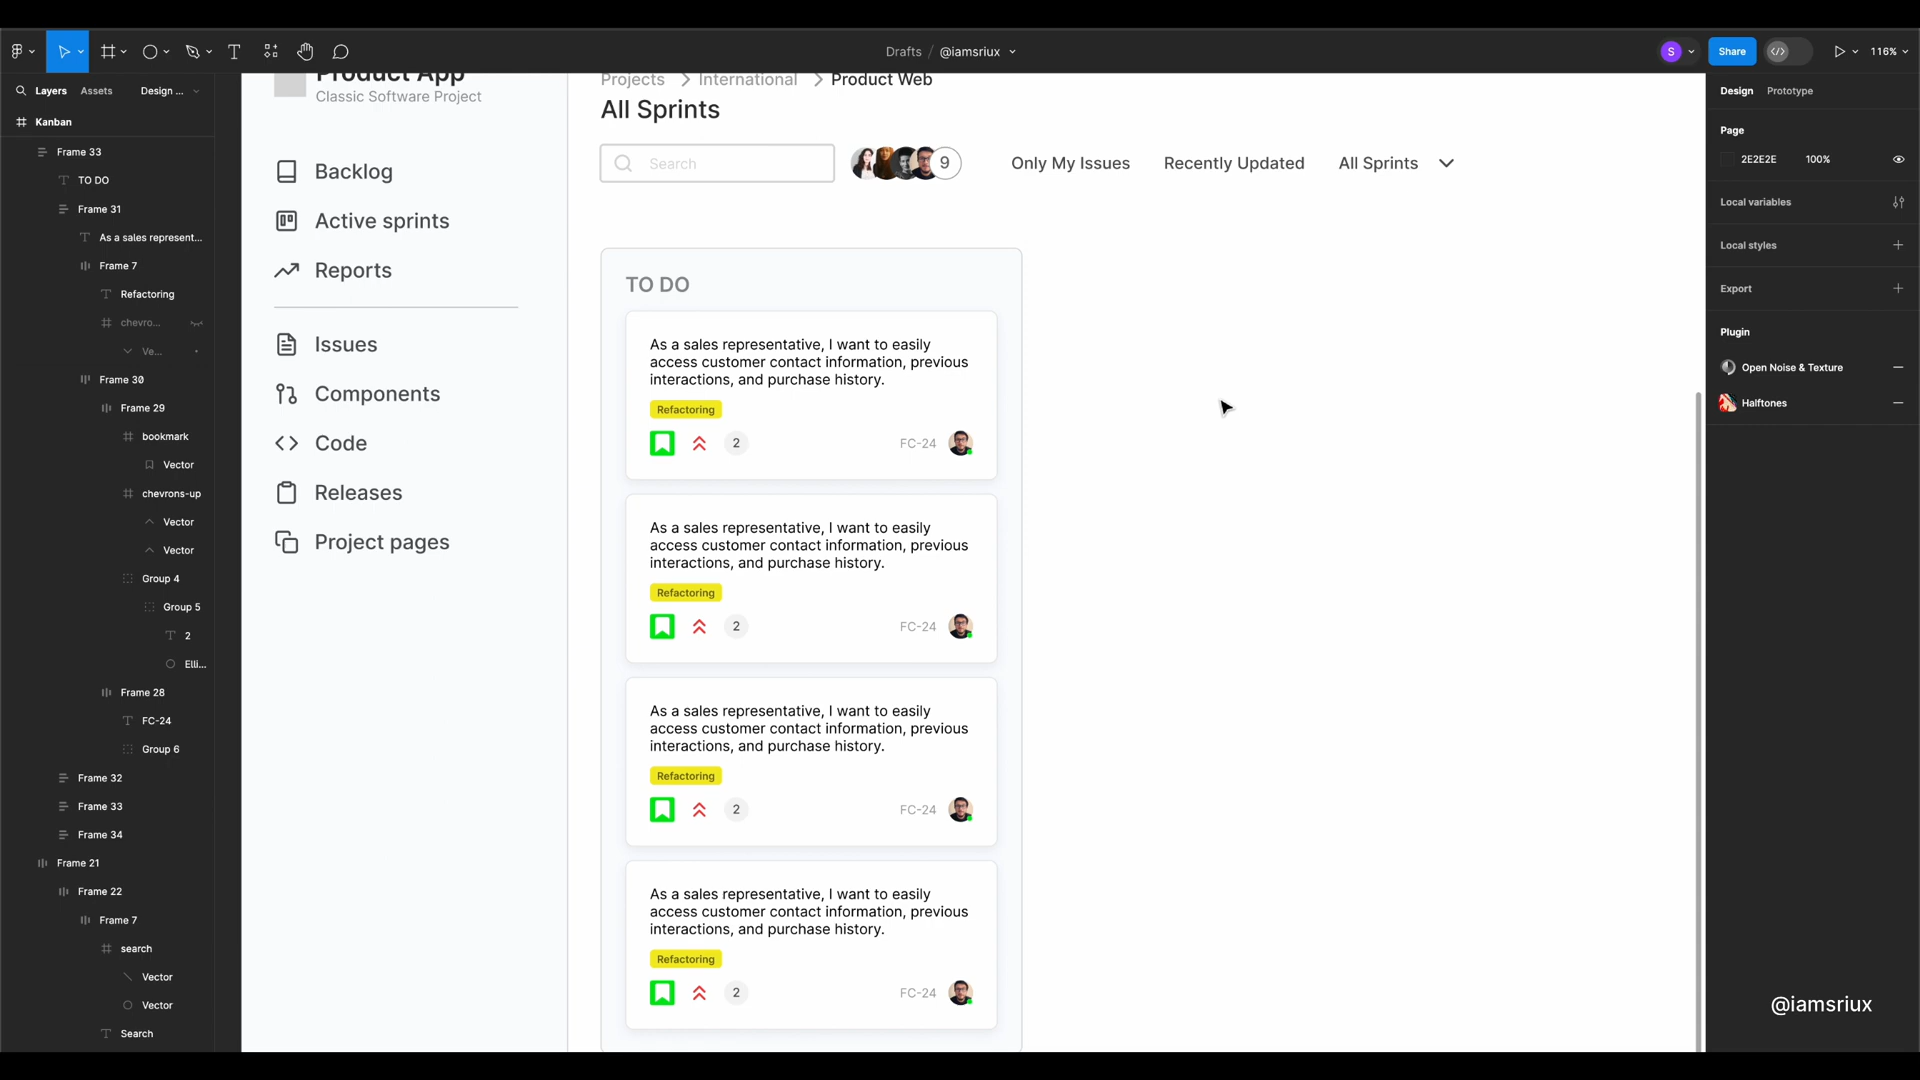 Drafts / @iamsriux
S
Share
116%
Layers
Assets
Design ...
Kanban
Frame 33
TO DO
Frame 31
As a sales represent...
Frame 7
Refactoring
chevro...
Ve...
Frame 30
Frame 29
bookmark
Vector
chevrons-up
Vector
Vector
Group 4
Group 5
2
Elli...
Frame 28
FC-24
Group 6
Frame 32
Frame 33
Frame 34
Frame 21
Frame 22
Frame 7
search
Vector
Vector
Search
Product App
Classic Software Project
Backlog
Active sprints
Reports
Issues
Components
Code
Releases
Project pages
Projects > International > Product Web
All Sprints
Search
9
Only My Issues
Recently Updated
All Sprints
TO DO
As a sales representative, I want to easily
access customer contact information, previous
interactions, and purchase history.
Refactoring
2
FC-24
As a sales representative, I want to easily
access customer contact information, previous
interactions, and purchase history.
Refactoring
2
FC-24
As a sales representative, I want to easily
access customer contact information, previous
interactions, and purchase history.
Refactoring
2
FC-24
As a sales representative, I want to easily
access customer contact information, previous
interactions, and purchase history.
Refactoring
2
FC-24
Design
Prototype
Page
2E2E2E
100%
Local variables
Local styles
Export
Plugin
Open Noise & Texture
Halftones
@iamsriux